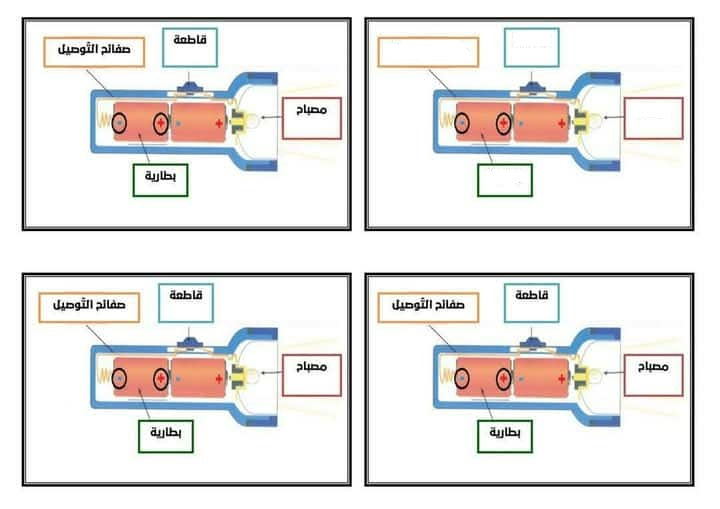 صفائح التّوصيل
قاطعة
مصباح
بطارية
صفائح التّوصيل
قاطعة
مصباح
بطارية
صفائح التّوصيل
قاطعة
مصباح
بطارية